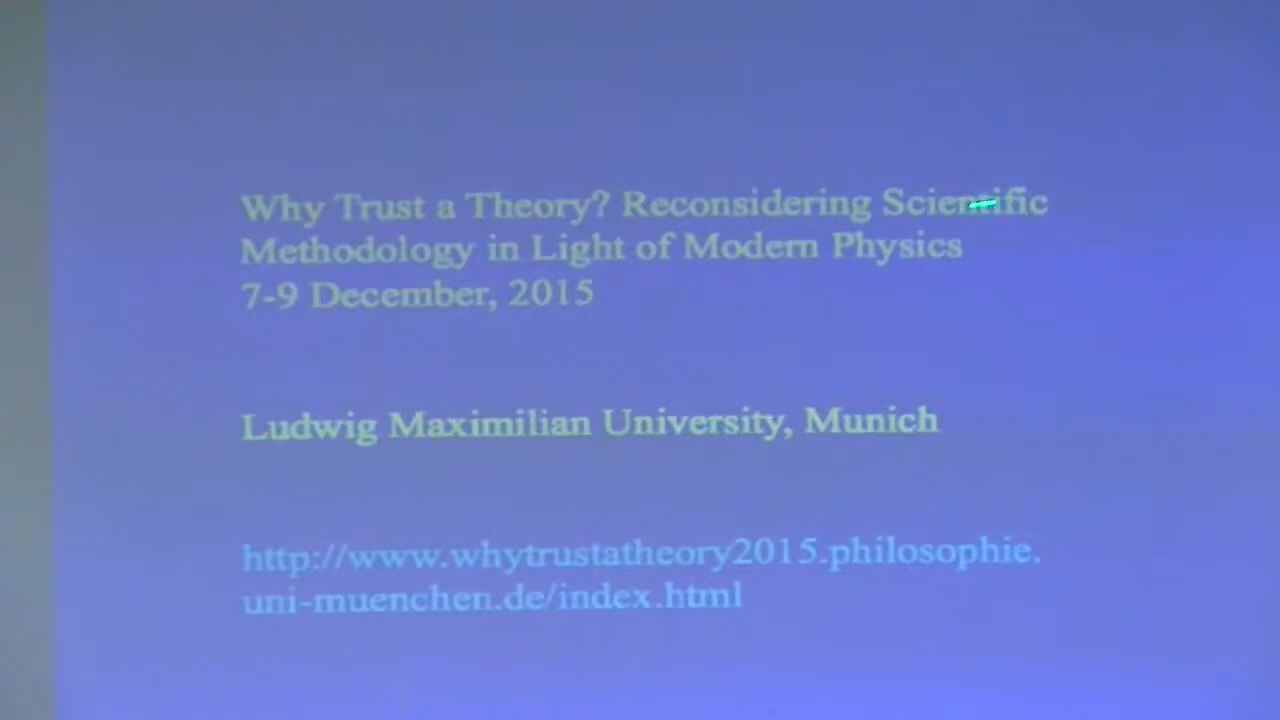 Why Trust a Theory? Reconsidering Scientific
Methodology in Light of Modern Physics
7-9 December, 2015
Ludwig Maximilian University, Munich
http://www.whytrustatheory2015.philosophie.
uni-muenchen.de/index.html